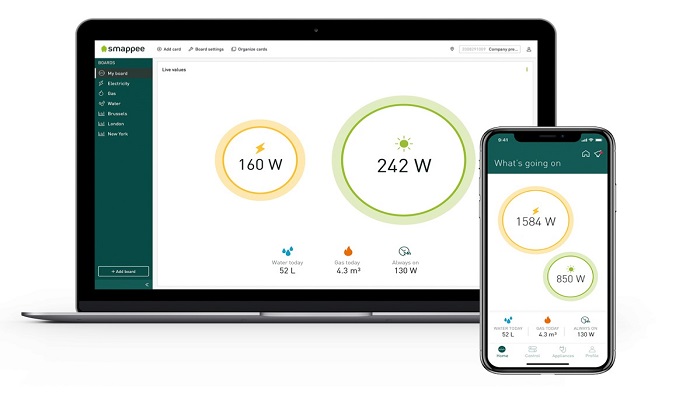 smappee
Add card
Board settings
Organize cards
Company pre...
BOARDS
My board
Electricity
Gas
Water
Brussels
London
New York
+ Add board
Live values
160 W
242 W
Water today
52 L
Gas today
4.3 m³
Always on
130 W
9:41
What's going on
1584 W
850 W
WATER TODAY
52 L
GAS TODAY
4.3 m³
ALWAYS ON
130 W
Home
Control
Appliances
Profile